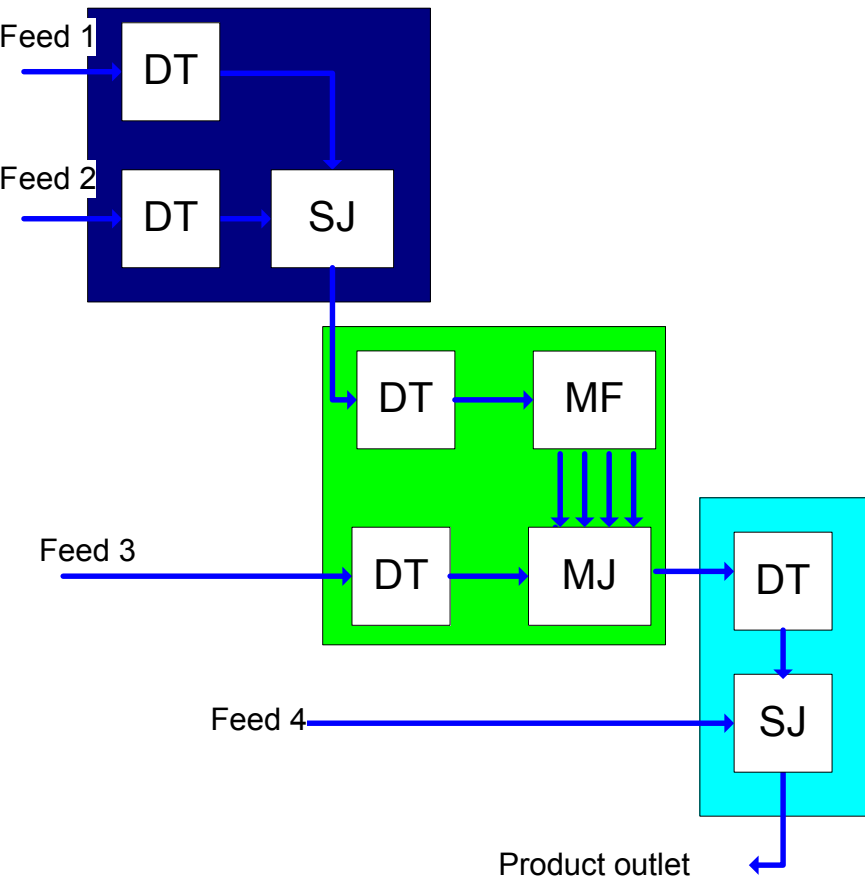 Feed 1
DT
Feed 2
DT
SJ
DT
MF
Feed 3
DT
MJ
DT
Feed 4
SJ
Product outlet